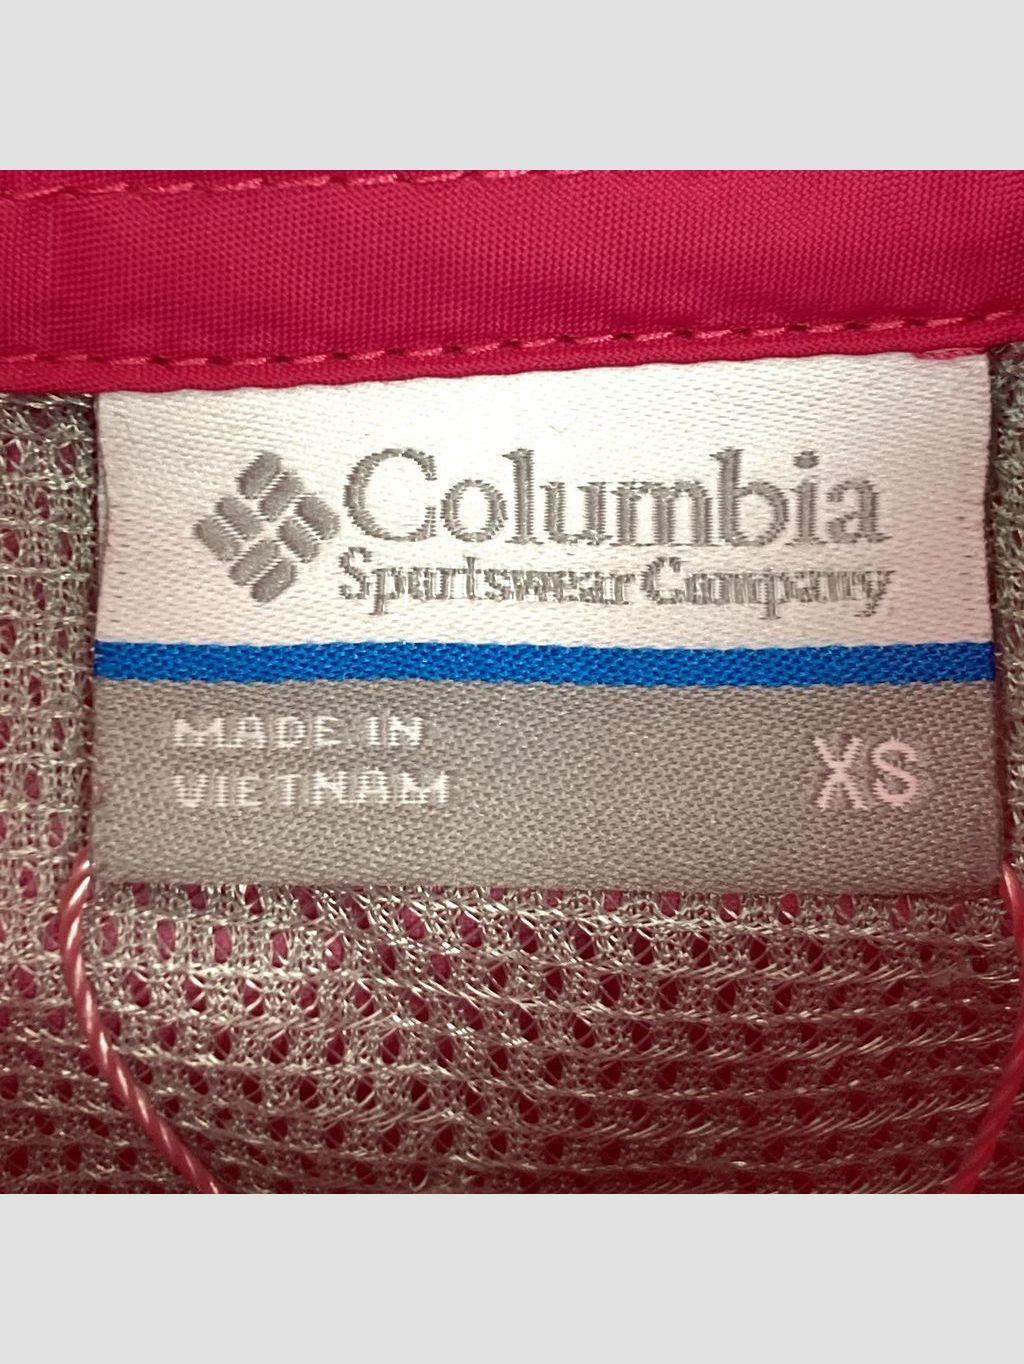 Columbia
Sportswear Company
MADE IN
VIETNAM
XS